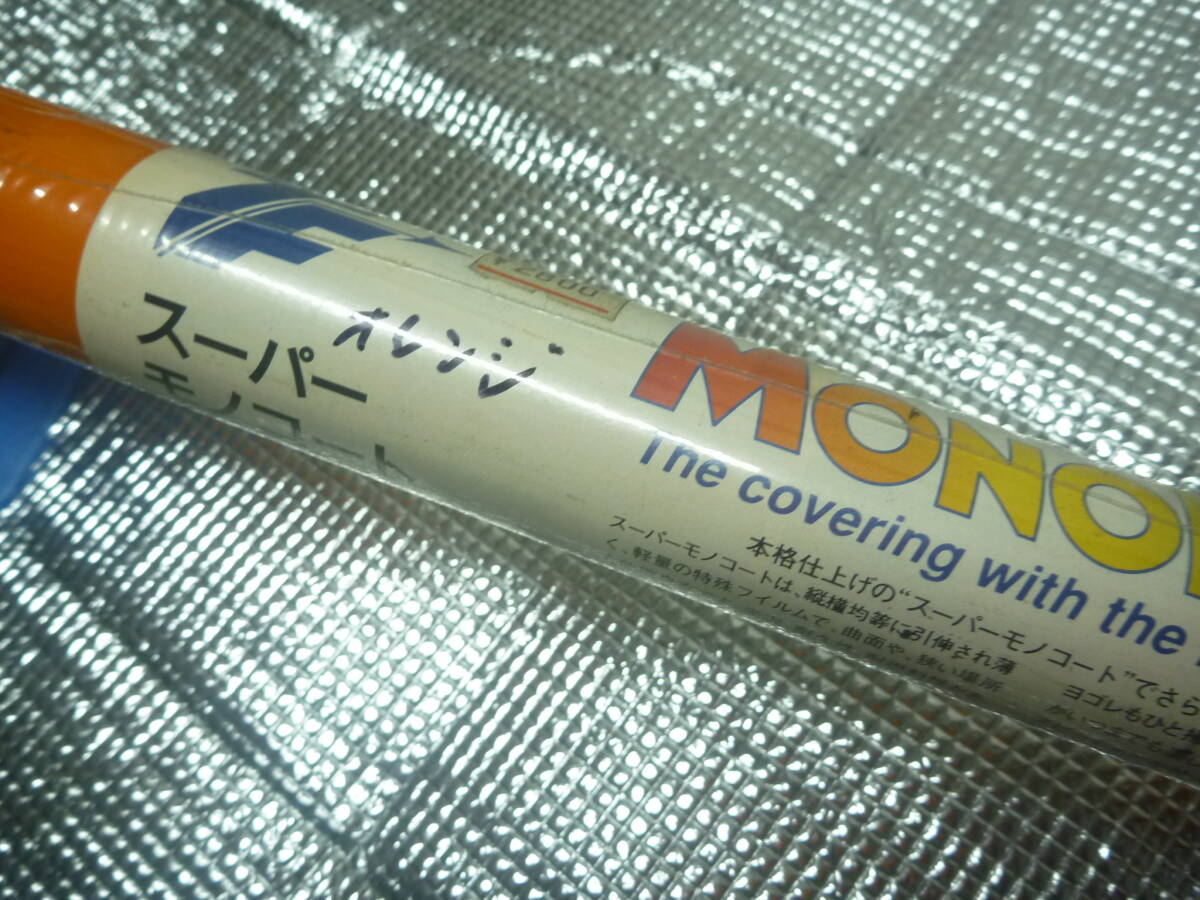 ¥2800
オレンジ
スーパー
モノコート
MONO
The covering with the
本格仕上げの“スーパーモノコート”でさら
スーパーモノコートは、縦横均等に引伸され薄
く、軽量の特殊フイルムで、曲面や、狭い場所
ヨゴレもひと